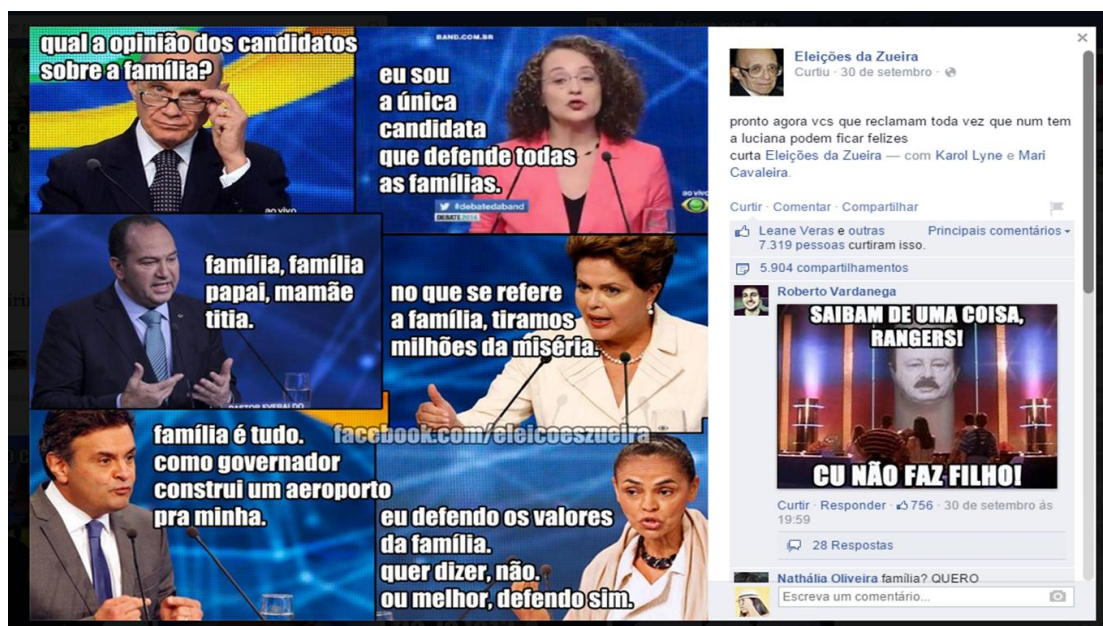 qual a opinião dos candidatos
sobre a família?
BAND.COM.BR
eu sou
a única
candidata
que defende todas
as famílias.
ao vivo
#debatedaband
DEBATE 2014
ao vivo
família, família
papai, mamãe
titia.
PASTOR EVERALDO
no que se refere
a família, tiramos
milhões da miséria.
família é tudo.
como governador
construi um aeroporto
pra minha.
facebook.com/eleicoeszueira
eu defendo os valores
da família.
quer dizer, não.
ou melhor, defendo sim.
Eleições da Zueira
Curtiu · 30 de setembro ·
pronto agora vcs que reclamam toda vez que num tem
a luciana podem ficar felizes
curta Eleições da Zueira — com Karol Lyne e Mari
Cavaleira.
Curtir · Comentar · Compartilhar
Leane Veras e outras
7.319 pessoas curtiram isso.
Principais comentários
5.904 compartilhamentos
Roberto Vardanega
SAIBAM DE UMA COISA,
RANGERS!
CU NÃO FAZ FILHO!
Curtir · Responder · 756 · 30 de setembro às
19:59
28 Respostas
Nathália Oliveira família? QUERO
Escreva um comentário...